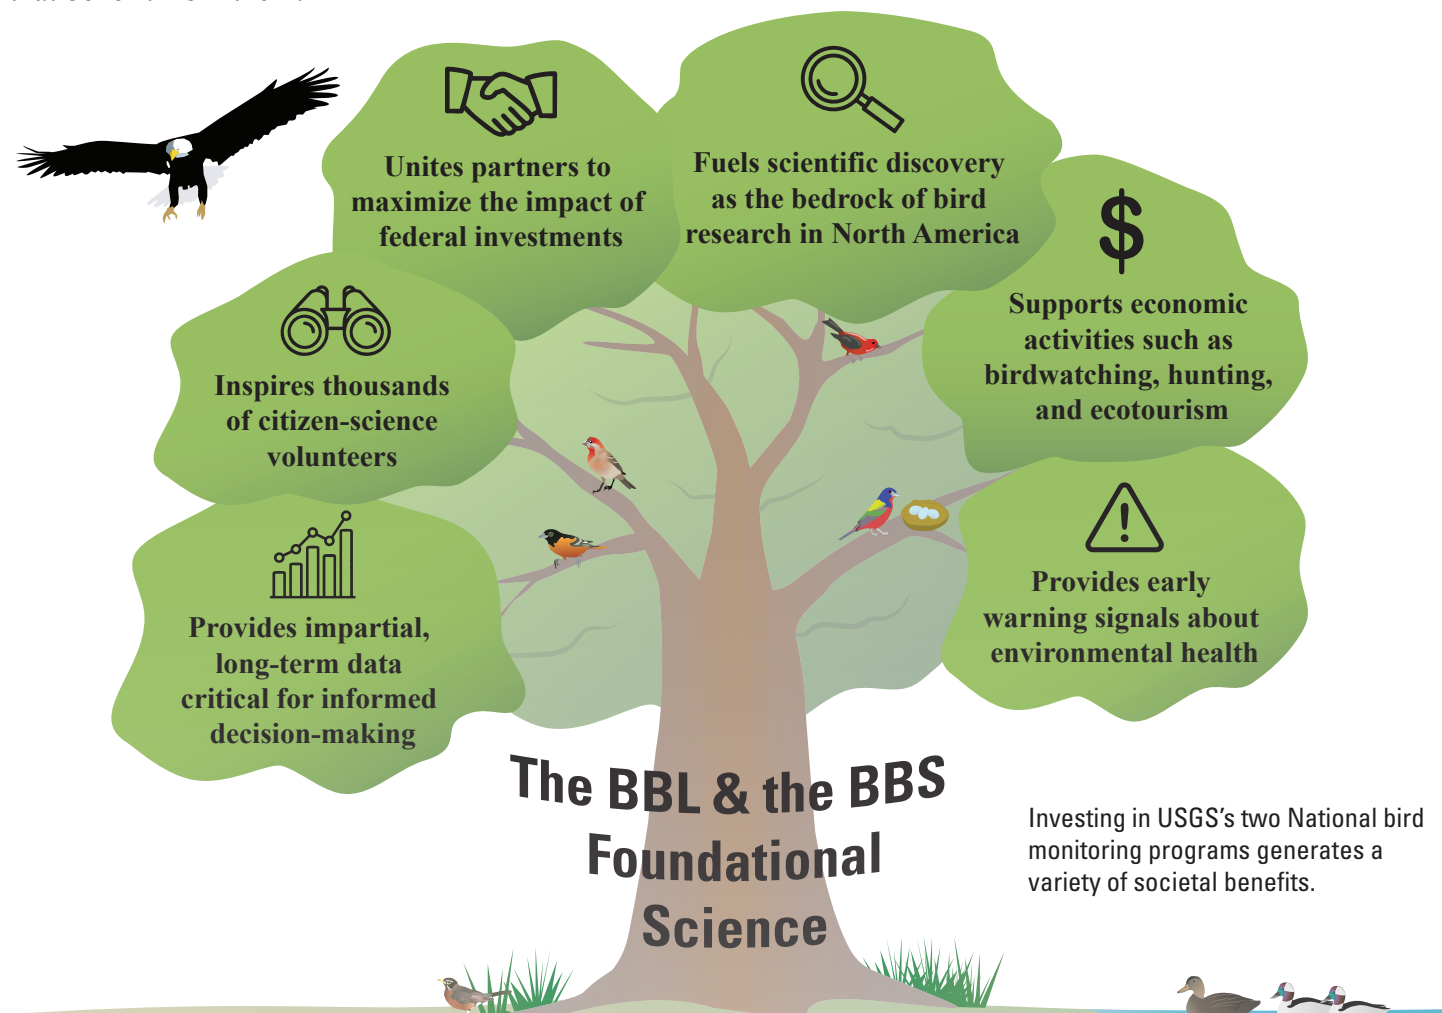 Unites partners to
maximize the impact of
federal investments
Fuels scientific discovery
as the bedrock of bird
research in North America
$
Supports economic
activities such as
birdwatching, hunting,
and ecotourism
Inspires thousands
of citizen-science
volunteers
!
Provides early
warning signals about
environmental health
Provides impartial,
long-term data
critical for informed
decision-making
The BBL & the BBS
Foundational
Science
Investing in USGS's two National bird
monitoring programs generates a
variety of societal benefits.